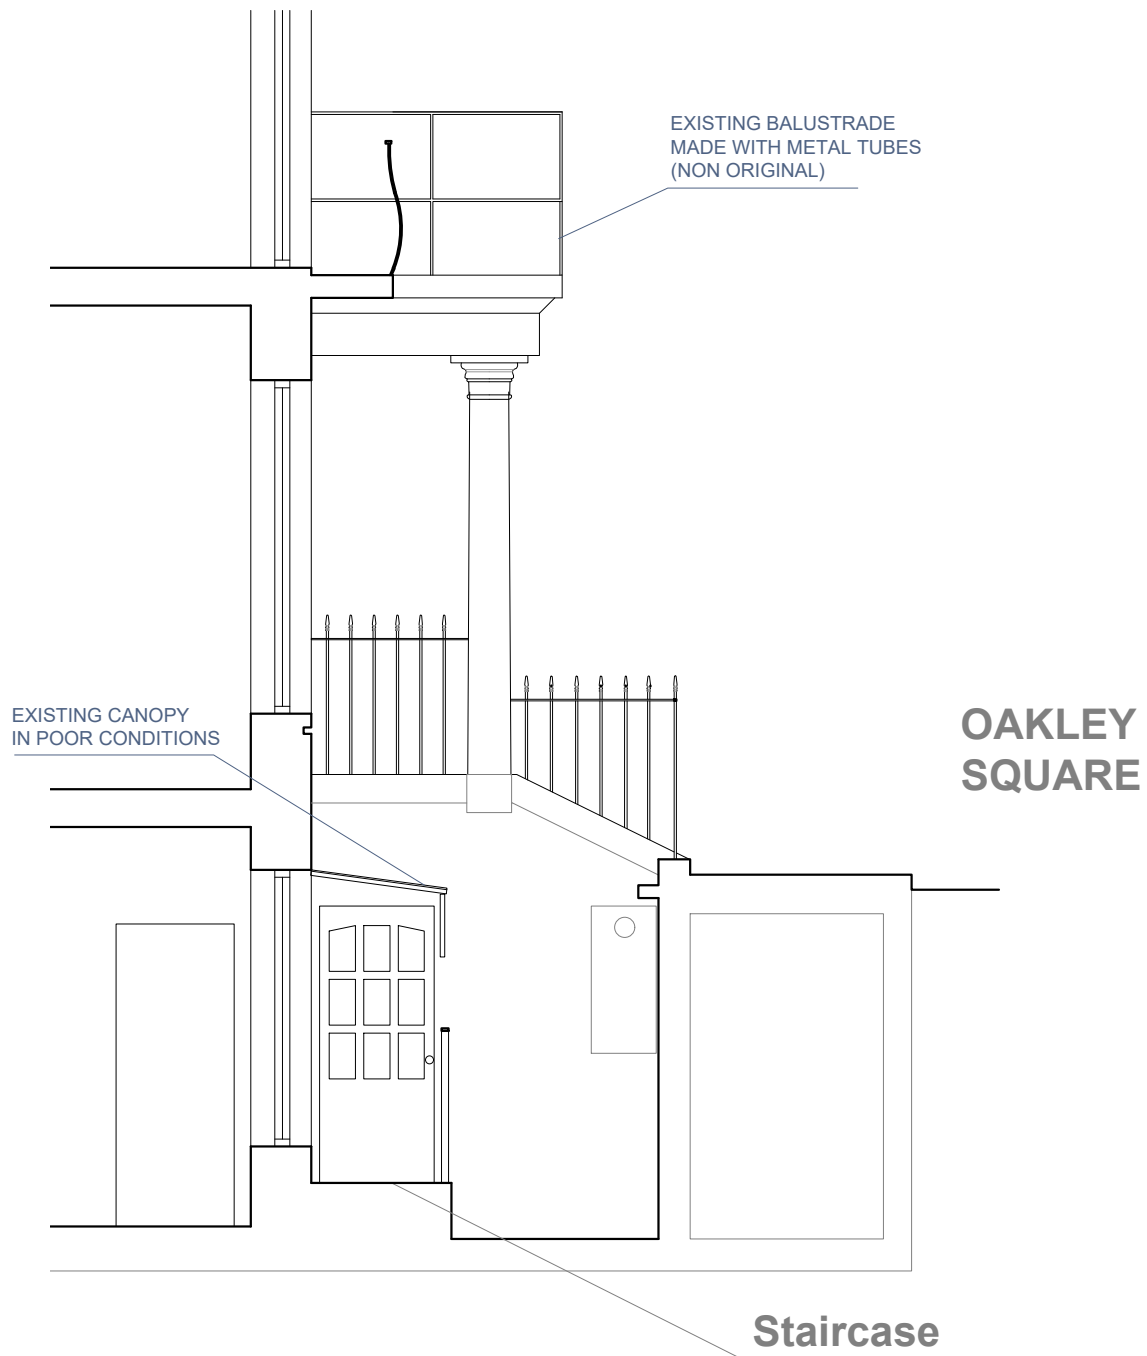 EXISTING BALUSTRADE
MADE WITH METAL TUBES
(NON ORIGINAL)
EXISTING CANOPY
IN POOR CONDITIONS
OAKLEY
SQUARE
Staircase